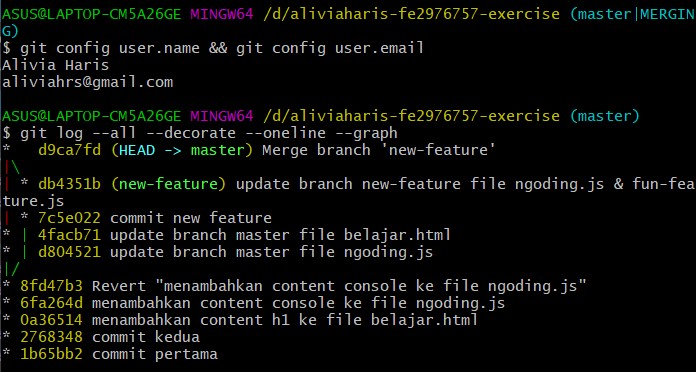 ASUS@LAPTOP-CM5A26GE MINGW64 /d/aliviaharis-fe2976757-exercise (master|MERGIN
G)
$ git config user.name && git config user.email
Alivia Haris
aliviahrs@gmail.com

ASUS@LAPTOP-CM5A26GE MINGW64 /d/aliviaharis-fe2976757-exercise (master)
$ git log --all --decorate --oneline --graph
*   d9ca7fd (HEAD -> master) Merge branch 'new-feature'
|\
| * db4351b (new-feature) update branch new-feature file ngoding.js & fun-fea
ture.js
| * 7c5e022 commit new feature
* | 4facb71 update branch master file belajar.html
* | d804521 update branch master file ngoding.js
|/
* 8fd47b3 Revert "menambahkan content console ke file ngoding.js"
* 6fa264d menambahkan content console ke file ngoding.js
* 0a36514 menambahkan content h1 ke file belajar.html
* 2768348 commit kedua
* 1b65bb2 commit pertama